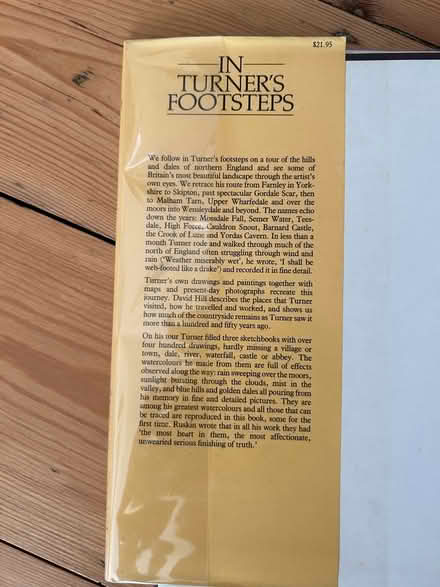 $21.95
IN
TURNER'S
FOOTSTEPS
We follow in Turner's footsteps on a tour of the hills
and dales of northern England and see some of
Britain's most beautiful landscape through the artist's
own eyes. We retrace his route from Farnley in York-
shire to Skipton, past spectacular Gordale Scar, then
to Malham Tarn, Upper Wharfedale and over the
moors into Wensleydale and beyond. The names echo
down the years: Mossdale Fall, Semer Water, Tees-
dale, High Force, Cauldron Snout, Barnard Castle,
the Crook of Lune and Yordas Cavern. In less than a
month Turner rode and walked through much of the
north of England often struggling through wind and
rain ('Weather miserably wet', he wrote, 'I shall be
web-footed like a drake') and recorded it in fine detail.
Turner's own drawings and paintings together with
maps and present-day photographs recreate this
journey. David Hill describes the places that Turner
visited, how he travelled and worked, and shows us
how much of the countryside remains as Turner saw it
more than a hundred and fifty years ago.
On his tour Turner filled three sketchbooks with over
four hundred drawings, hardly missing a village or
town, dale, river, waterfall, castle or abbey. The
watercolours he made from them are full of effects
observed along the way: rain sweeping over the moors,
sunlight bursting through the clouds, mist in the
valley, and blue hills and golden dales all pouring from
his memory in fine and detailed pictures. They are
among his greatest watercolours and all those that can
be traced are reproduced in this book, some for the
first time. Ruskin wrote that in all his work they had
'the most heart in them, the most affectionate,
unwearied serious finishing of truth.'